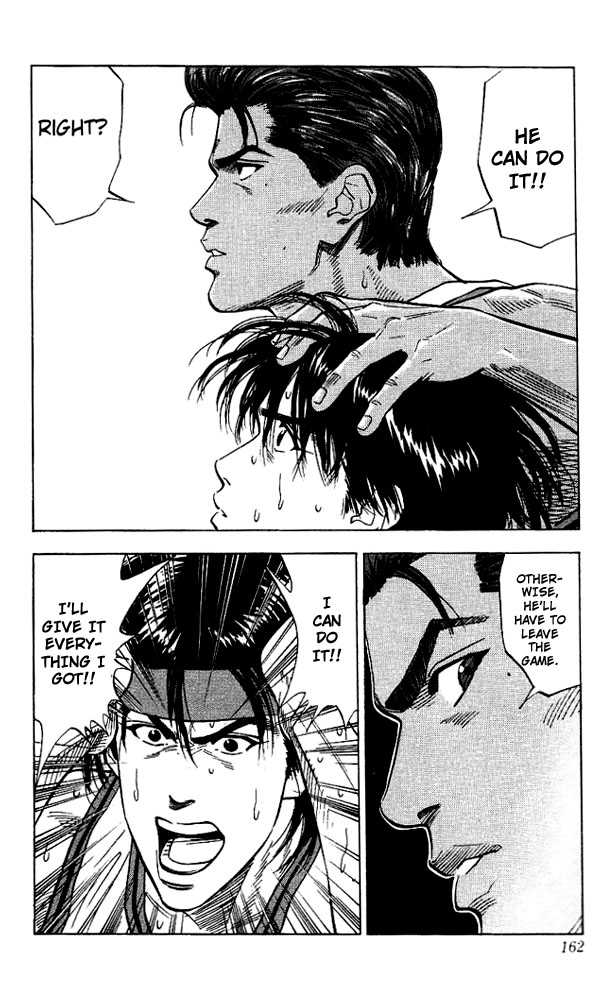 HE
CAN DO
IT!!
RIGHT?
OTHER-
WISE,
HE'LL
HAVE TO
LEAVE
THE
GAME.
I
CAN
DO
IT!!
I'LL
GIVE IT
EVERY-
THING I
GOT!!
162